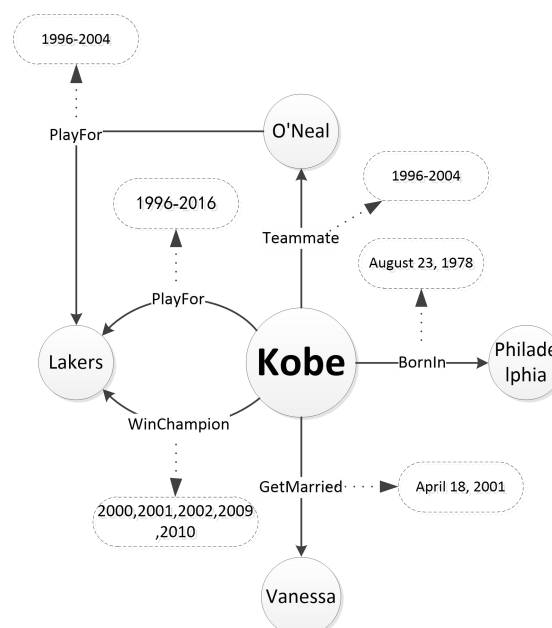 1996-2004
PlayFor
O'Neal
1996-2004
1996-2016
Teammate
August 23, 1978
PlayFor
Lakers
Kobe
BornIn
Philade
lphia
WinChampion
GetMarried
April 18, 2001
2000,2001,2002,2009
,2010
Vanessa